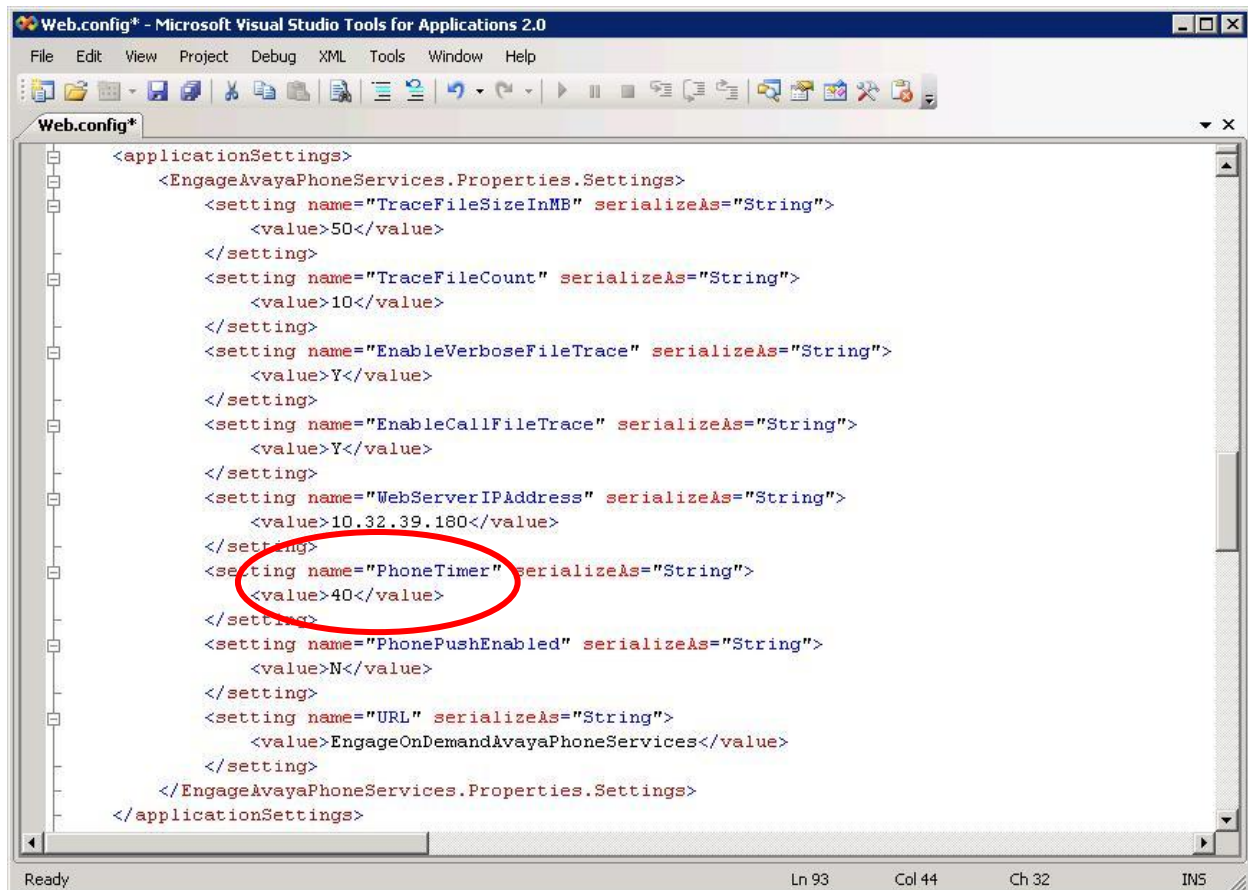 Web.config* - Microsoft Visual Studio Tools for Applications 2.0
File Edit View Project Debug XML Tools Window Help
Web.config*
<applicationSettings>
<EngageAvayaPhoneServices.Properties.Settings>
<setting name="TraceFileSizeInMB" serializeAs="String">
<value>50</value>
</setting>
<setting name="TraceFileCount" serializeAs="String">
<value>10</value>
</setting>
<setting name="EnableVerboseFileTrace" serializeAs="String">
<value>Y</value>
</setting>
<setting name="EnableCallFileTrace" serializeAs="String">
<value>Y</value>
</setting>
<setting name="WebServerIPAddress" serializeAs="String">
<value>10.32.39.180</value>
</setting>
<setting name="PhoneTimer" serializeAs="String">
<value>40</value>
</setting>
<setting name="PhonePushEnabled" serializeAs="String">
<value>N</value>
</setting>
<setting name="URL" serializeAs="String">
<value>EngageOnDemandAvayaPhoneServices</value>
</setting>
</EngageAvayaPhoneServices.Properties.Settings>
</applicationSettings>
Ready Ln 93 Col 44 Ch 32 INS